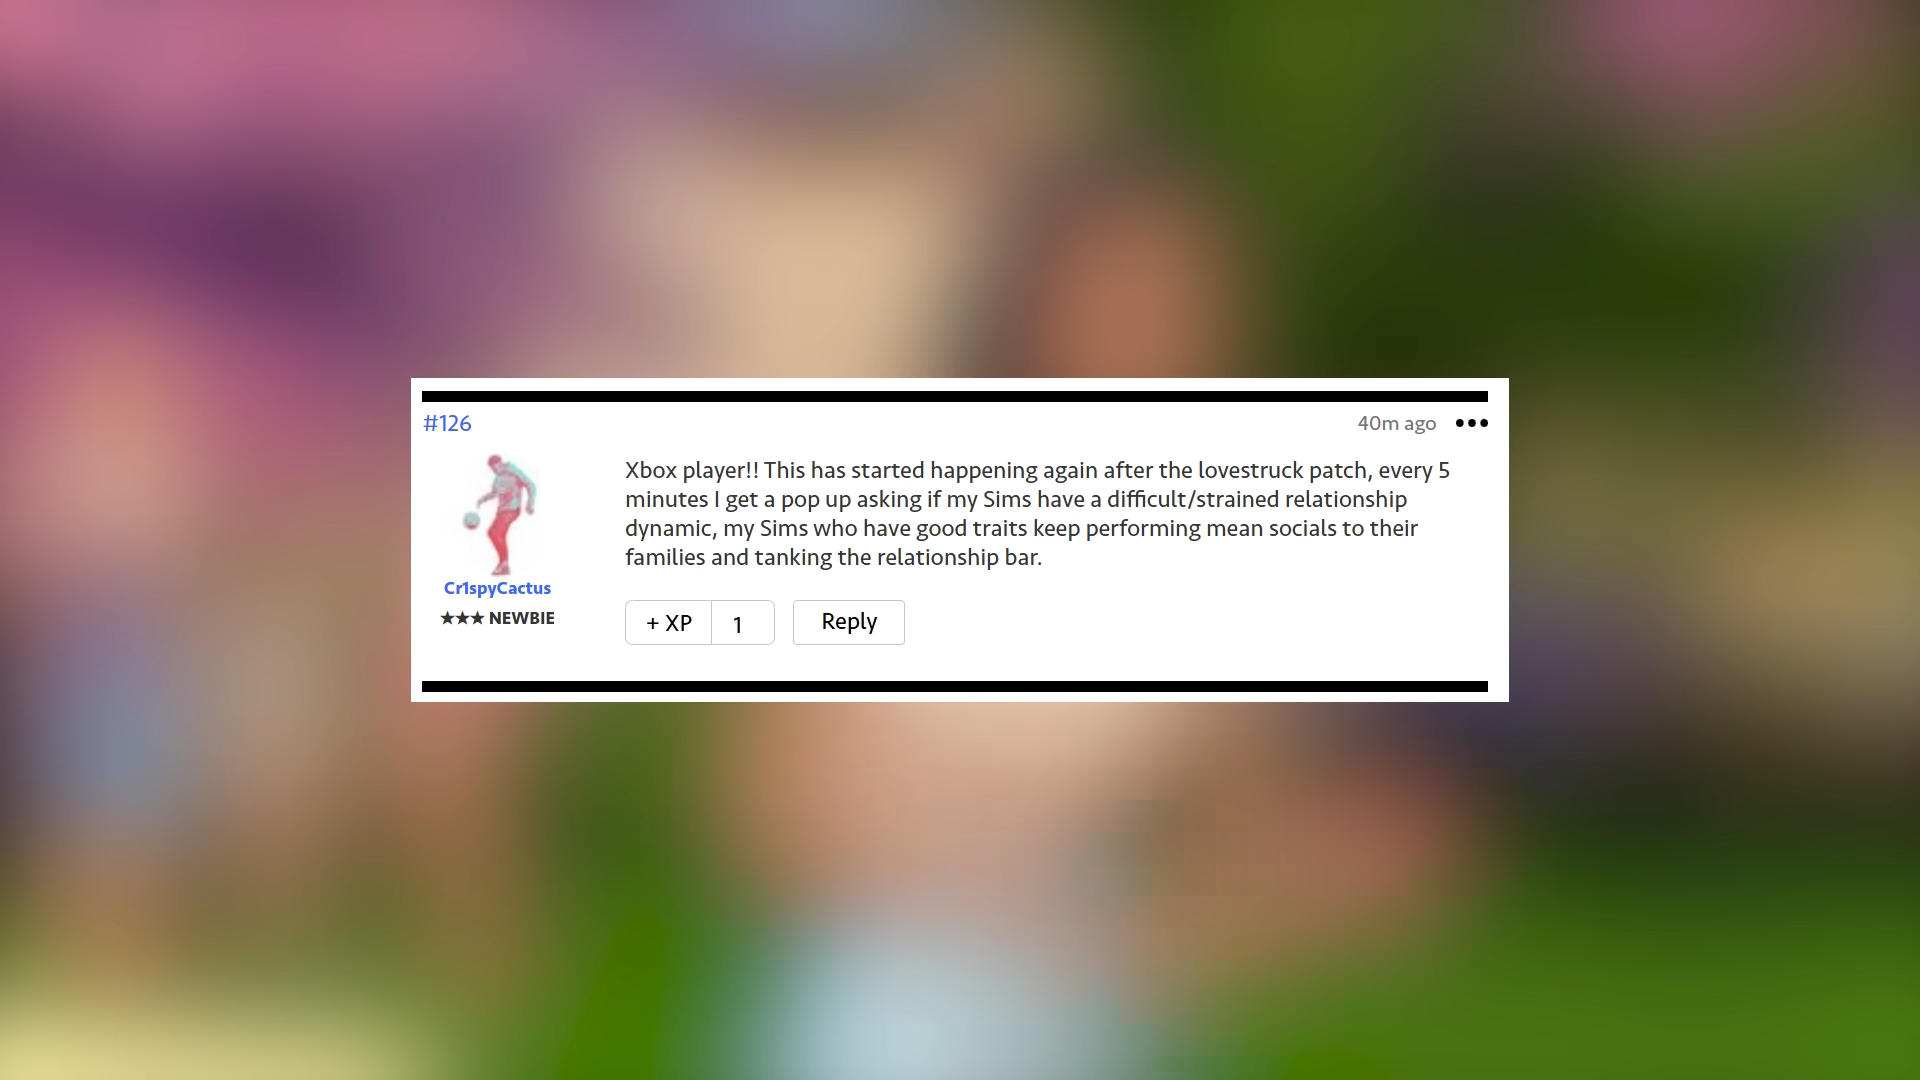 #126
40m ago
Xbox player!! This has started happening again after the lovestruck patch, every 5
minutes I get a pop up asking if my Sims have a difficult/strained relationship
dynamic, my Sims who have good traits keep performing mean socials to their
families and tanking the relationship bar.
Cr1spyCactus
★★★ NEWBIE
+ XP
1
Reply